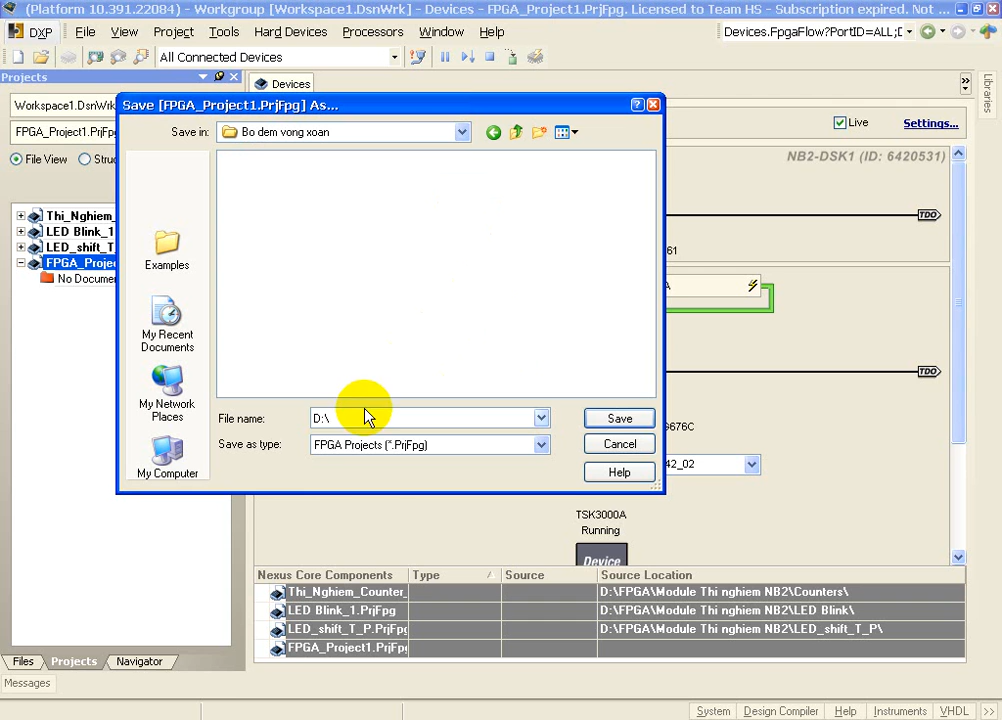 (Platform 10.391.22084) - Workgroup [Workspace1.DsnWrk] - Devices - FPGA_Project1.PrjFpg. Licensed to Team HS - Subscription expired. Not ...
DXP File View Project Tools Hard Devices Processors Window Help Devices.FpgaFlow?PortID=ALL;D
All Connected Devices
Projects
Devices
Libraries
Workspace1.DsnWrk
FPGA_Project1.PrjFpg
File View Struc
Live Settings...
NB2-DSK1 (ID: 6420531)
Thi_Nghiem_
LED Blink_1
LED_shift_T_
FPGA_Projec
No Documen
Save [FPGA_Project1.PrjFpg] As...
Save in: Bo dem vong xoan
Examples
My Recent
Documents
My Network
Places
My Computer
File name: D:\
Save as type: FPGA Projects (*.PrjFpg)
Save
Cancel
Help
TDO
61
A
TDO
G676C
42_02
TSK3000A
Running
Device
Nexus Core Components Type Source Source Location
Thi_Nghiem_Counter_ D:\FPGA\Module Thi nghiem NB2\Counters\
LED Blink_1.PrjFpg D:\FPGA\Module Thi nghiem NB2\LED Blink\
LED_shift_T_P.PrjFpg D:\FPGA\Module Thi nghiem NB2\LED_shift_T_P\
FPGA_Project1.PrjFpg
Files Projects Navigator
Messages
System Design Compiler Help Instruments VHDL >>